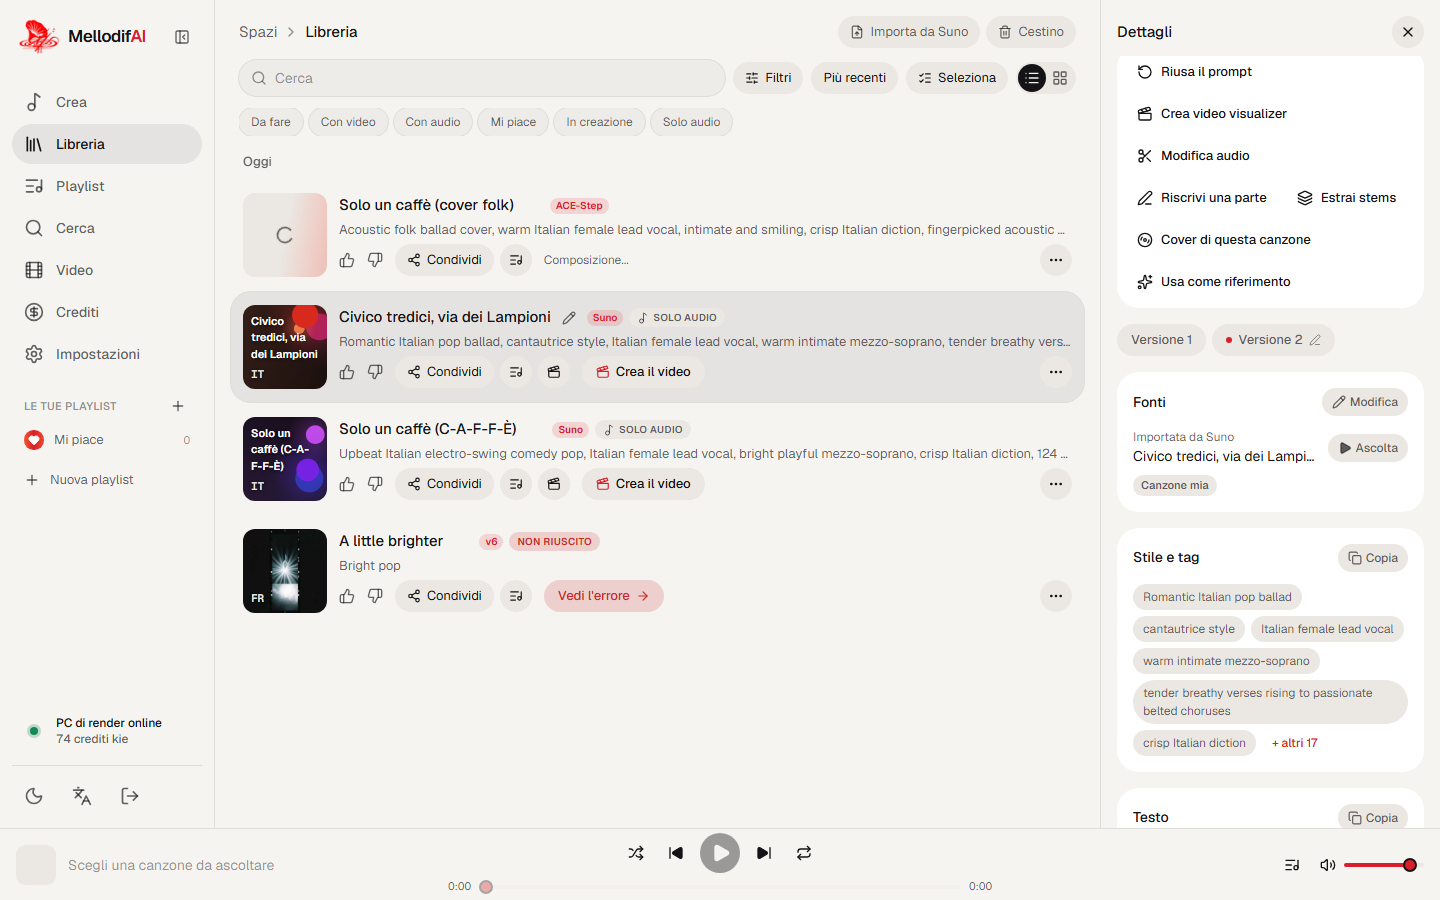 MellodifAI
Crea
Libreria
Playlist
Cerca
Video
Crediti
Impostazioni
LE TUE PLAYLIST
Mi piace 0
Nuova playlist
PC di render online
74 crediti kie
Spazi > Libreria
Importa da Suno
Cestino
Cerca
Filtri
Più recenti
Seleziona
Da fare
Con video
Con audio
Mi piace
In creazione
Solo audio
Oggi
Solo un caffè (cover folk) ACE-Step
Acoustic folk ballad cover, warm Italian female lead vocal, intimate and smiling, crisp Italian diction, fingerpicked acoustic ...
Condividi
Composizione...
Civico
tredici, via
dei Lampioni
IT
Civico tredici, via dei Lampioni Suno SOLO AUDIO
Romantic Italian pop ballad, cantautrice style, Italian female lead vocal, warm intimate mezzo-soprano, tender breathy vers...
Condividi
Crea il video
Solo un
caffè (C-A-
F-F-È)
IT
Solo un caffè (C-A-F-F-È) Suno SOLO AUDIO
Upbeat Italian electro-swing comedy pop, Italian female lead vocal, bright playful mezzo-soprano, crisp Italian diction, 124 ...
Condividi
Crea il video
FR
A little brighter v6 NON RIUSCITO
Bright pop
Condividi
Vedi l'errore
Dettagli
Riusa il prompt
Crea video visualizer
Modifica audio
Riscrivi una parte
Estrai stems
Cover di questa canzone
Usa come riferimento
Versione 1
Versione 2
Fonti
Modifica
Importata da Suno
Civico tredici, via dei Lampi...
Ascolta
Canzone mia
Stile e tag
Copia
Romantic Italian pop ballad
cantautrice style
Italian female lead vocal
warm intimate mezzo-soprano
tender breathy verses rising to passionate
belted choruses
crisp Italian diction
+ altri 17
Testo
Copia
Scegli una canzone da ascoltare
0:00
0:00